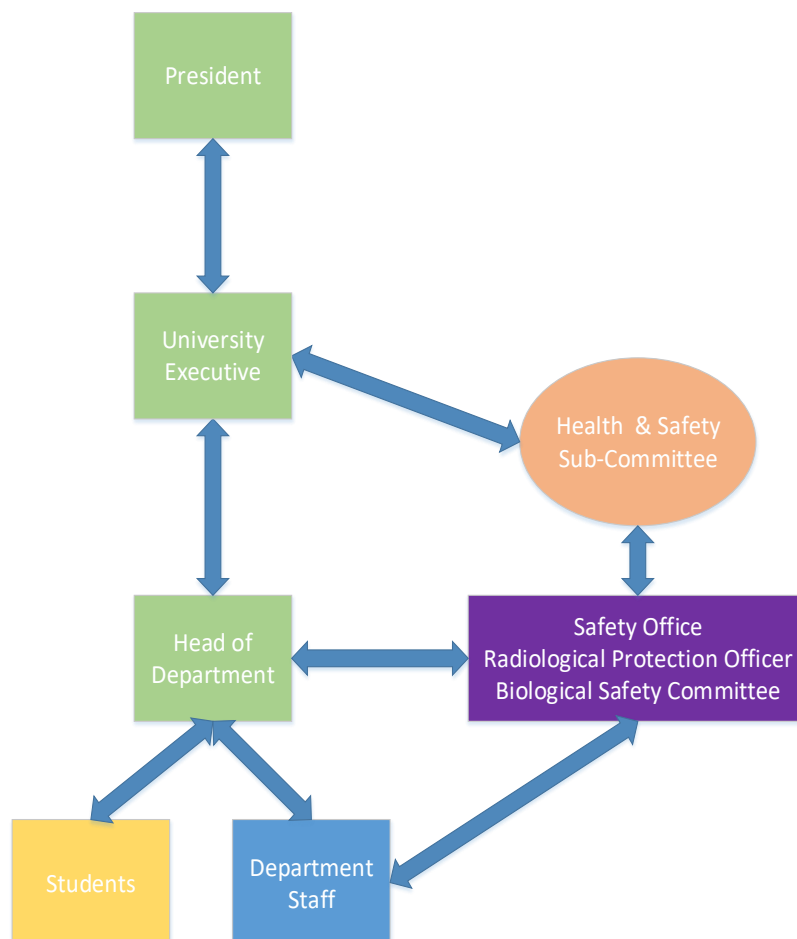 President
University
Executive
Health & Safety
Sub-Committee
Head of
Department
Safety Office
Radiological Protection Officer
Biological Safety Committee
Students
Department
Staff